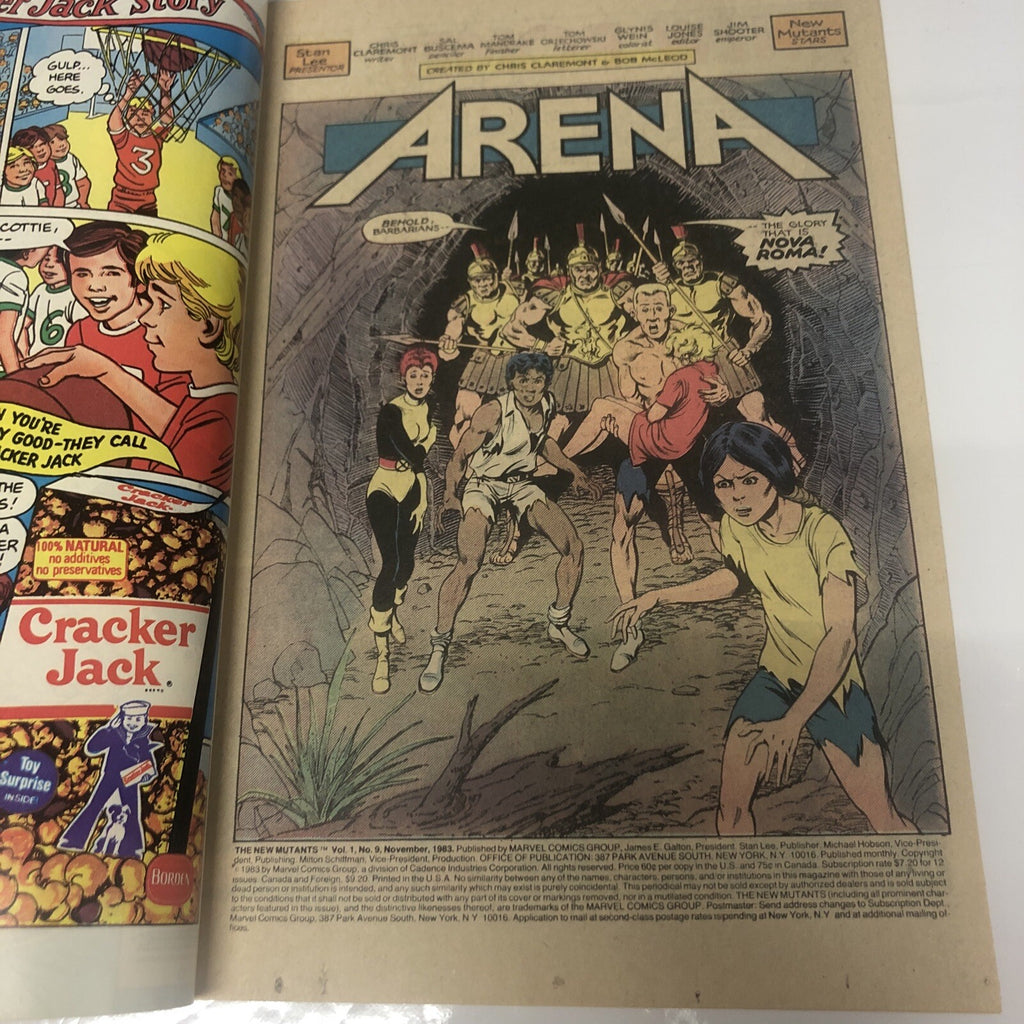 er Jack Story
GULP...
HERE
GOES.
3
3
COTTIE,
6
YOU'RE
Y GOOD-THEY CALL
CKER JACK
THE
S!
A
ER
Cracker
Jack
100% NATURAL
no additives
no preservatives
Cracker
Jack®
Toy
Surprise
INSIDE!
BORDEN
Stan
Lee
PRESENTOR
CHRIS
CLAREMONT
writer
SAL
BUSCEMA
penciler
TOM
MANDRAKE
finisher
TOM
ORZECHOWSKI
letterer
GLYNIS
WEIN
colorist
LOUISE
JONES
editor
JIM
SHOOTER
emperor
New
Mutants
STARS
CREATED BY CHRIS CLAREMONT & BOB McLEOD
ARENA
BEHOLD,
BARBARIANS--
-- THE GLORY
THAT IS
NOVA
ROMA!
THE NEW MUTANTS™ Vol. 1, No. 9, November, 1983. Published by MARVEL COMICS GROUP, James E. Galton, President. Stan Lee, Publisher. Michael Hobson, Vice-Presi-
dent, Publishing. Milton Schiffman, Vice-President, Production. OFFICE OF PUBLICATION: 387 PARK AVENUE SOUTH, NEW YORK, N.Y. 10016. Published monthly. Copyright
©1983 by Marvel Comics Group, a division of Cadence Industries Corporation. All rights reserved. Price 60¢ per copy in the U.S. and 75¢ in Canada. Subscription rate $7.20 for 12
issues. Canada and Foreign, $9.20. Printed in the U.S.A. No similarity between any of the names, characters, persons, and/or institutions in this magazine with those of any living or
dead person or institution is intended, and any such similarity which may exist is purely coincidental. This periodical may not be sold except by authorized dealers and is sold subject
to the conditions that it shall not be sold or distributed with any part of its cover or markings removed, nor in a mutilated condition. THE NEW MUTANTS (including all prominent char-
acters featured in the issue), and the distinctive likenesses thereof, are trademarks of the MARVEL COMICS GROUP. Postmaster: Send address changes to Subscription Dept.,
Marvel Comics Group, 387 Park Avenue South, New York, N.Y. 10016. Application to mail at second-class postage rates is pending at New York, N.Y. and at additional mailing of-
fices.